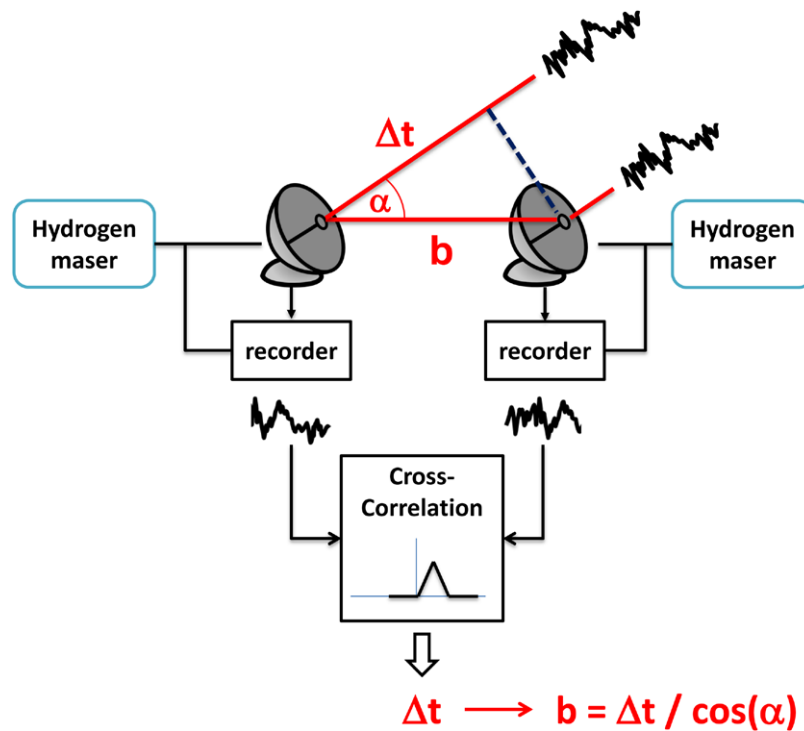 Δt
α
b
Hydrogen
maser
Hydrogen
maser
recorder
recorder
Cross-
Correlation
Δt → b = Δt / cos(α)